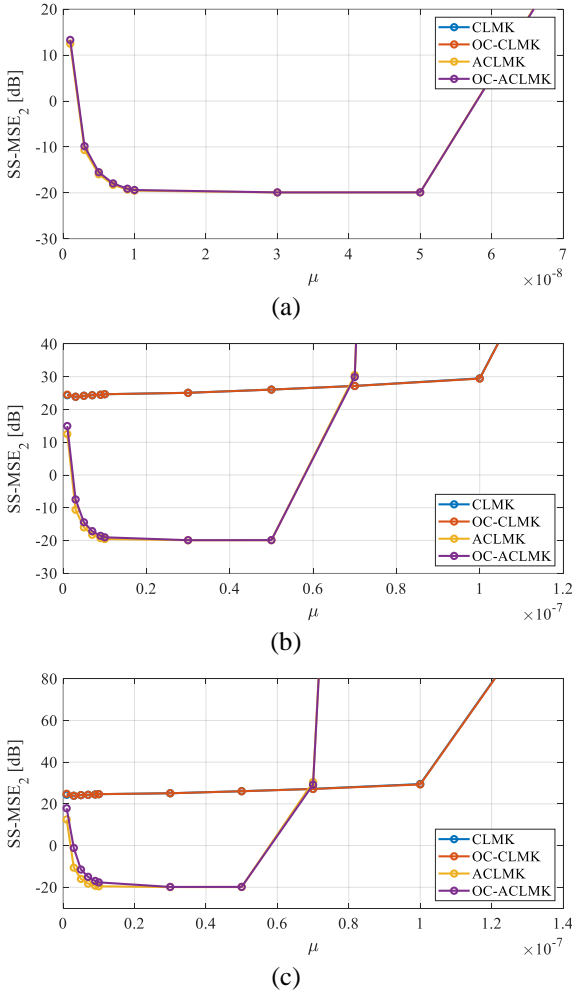 20
10
0
-10
-20
-30
SS-MSE2 [dB]
CLMK
OC-CLMK
ACLMK
OC-ACLMK
0 1 2 3 4 5 6 7
μ
×10-8
(a)
40
30
20
10
0
-10
-20
-30
SS-MSE2 [dB]
CLMK
OC-CLMK
ACLMK
OC-ACLMK
0 0.2 0.4 0.6 0.8 1 1.2
μ
×10-7
(b)
80
60
40
20
0
-20
SS-MSE2 [dB]
CLMK
OC-CLMK
ACLMK
OC-ACLMK
0 0.2 0.4 0.6 0.8 1 1.2 1.4
μ
×10-7
(c)